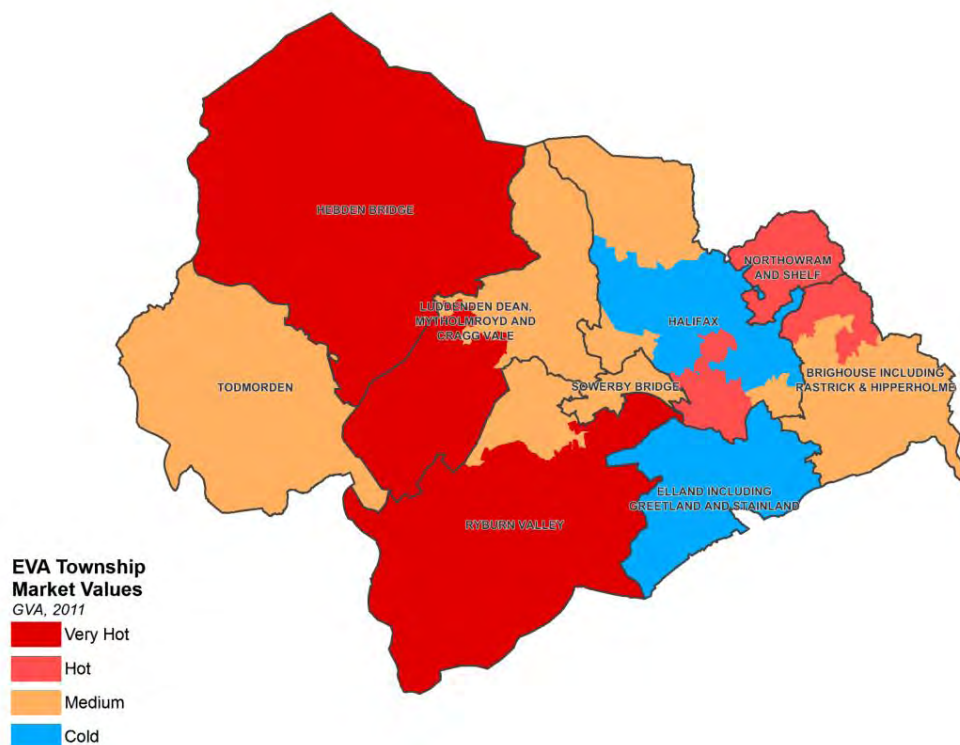 HEBDEN BRIDGE
NORTHOWRAM
AND SHELF
LUDDENDEN DEAN,
MYTHOLMROYD AND
CRAGG VALE
HALIFAX
TODMORDEN
SOWERBY BRIDGE
BRIGHOUSE INCLUDING
RASTRICK & HIPPERHOLME
ELLAND INCLUDING
GREETLAND AND STAINLAND
RYBURN VALLEY
EVA Township
Market Values
GVA, 2011
Very Hot
Hot
Medium
Cold